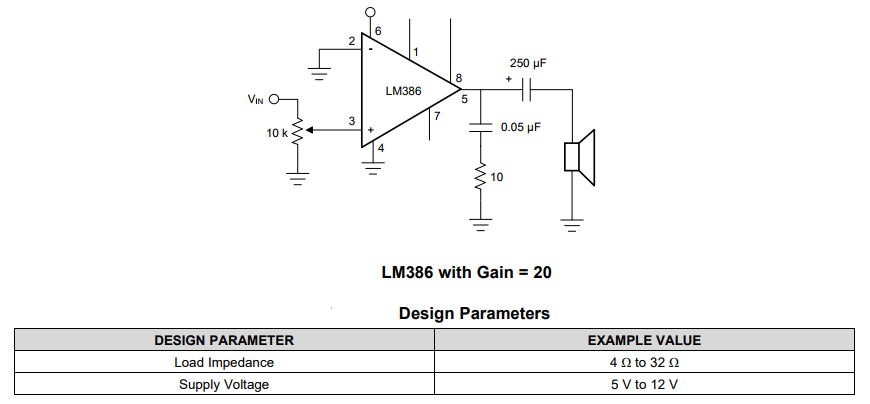 6
2
-
1
250 µF
+
8
LM386
VIN
5
7
3
0.05 µF
10 k
+
4
10
LM386 with Gain = 20
Design Parameters
DESIGN PARAMETER EXAMPLE VALUE
Load Impedance 4 Ω to 32 Ω
Supply Voltage 5 V to 12 V